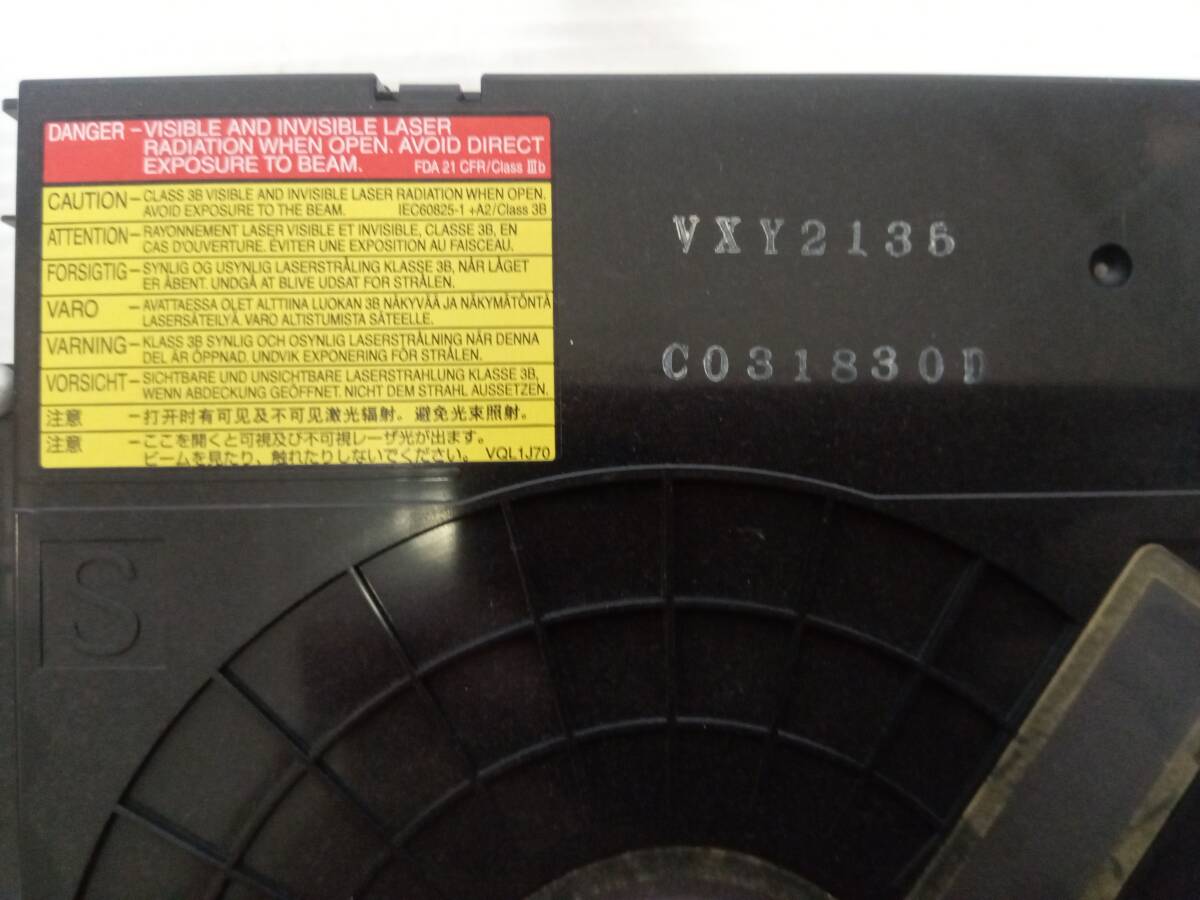 DANGER - VISIBLE AND INVISIBLE LASER
RADIATION WHEN OPEN. AVOID DIRECT
EXPOSURE TO BEAM. FDA 21 CFR/Class Ⅲb
CAUTION - CLASS 3B VISIBLE AND INVISIBLE LASER RADIATION WHEN OPEN.
AVOID EXPOSURE TO THE BEAM. IEC60825-1 +A2/Class 3B
ATTENTION - RAYONNEMENT LASER VISIBLE ET INVISIBLE, CLASSE 3B, EN
CAS D'OUVERTURE. ÉVITER UNE EXPOSITION AU FAISCEAU.
FORSIGTIG - SYNLIG OG USYNLIG LASERSTRÅLING KLASSE 3B, NÅR LÅGET
ER ÅBENT. UNDGÅ AT BLIVE UDSAT FOR STRÅLEN.
VARO - AVATTAESSA OLET ALTTIINA LUOKAN 3B NÄKYVÄÄ JA NÄKYMÄTÖNTÄ
LASERSÄTEILYÄ. VARO ALTISTUMISTA SÄTEELLE.
VARNING - KLASS 3B SYNLIG OCH OSYNLIG LASERSTRÅLNING NÄR DENNA
DEL ÄR ÖPPNAD. UNDVIK EXPONERING FÖR STRÅLEN.
VORSICHT - SICHTBARE UND UNSICHTBARE LASERSTRAHLUNG KLASSE 3B,
WENN ABDECKUNG GEÖFFNET. NICHT DEM STRAHL AUSSETZEN.
注意 - 打开时有可见及不可见激光辐射。避免光束照射。
注意 - ここを開くと可視及び不可視レーザ光が出ます。
ビームを見たり、触れたりしないでください。 VQL1J70
VXY2135
C031830D
S